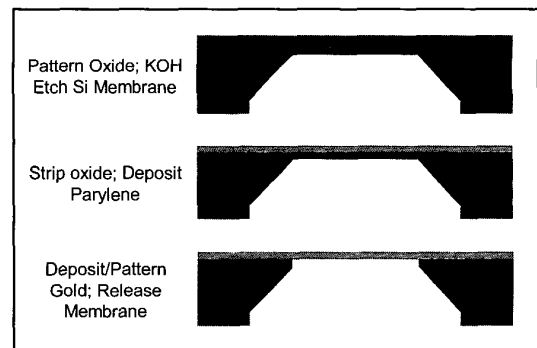 Pattern Oxide; KOH
Etch Si Membrane
Strip oxide; Deposit
Parylene
Deposit/Pattern
Gold; Release
Membrane